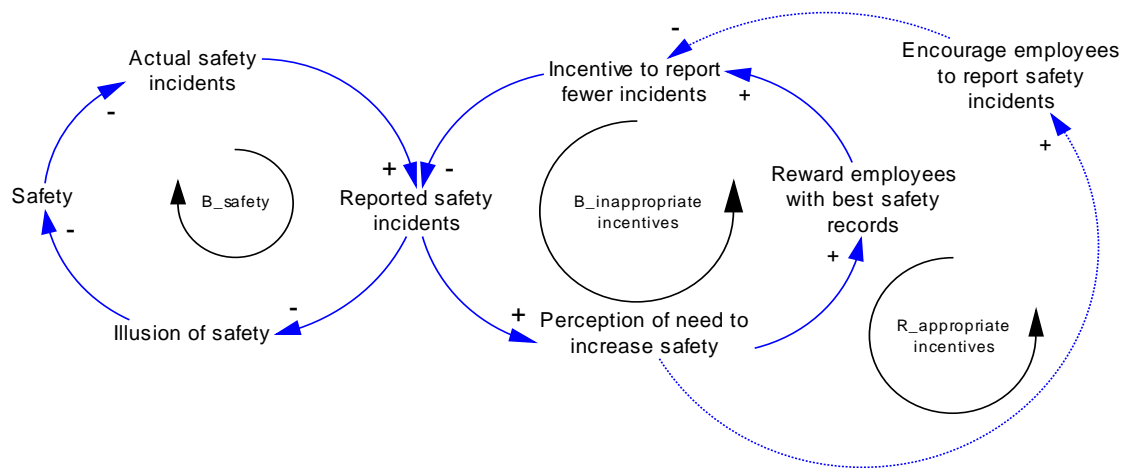 Actual safety
incidents
-
+
Safety
-
-
B_safety
Illusion of safety
Reported safety
incidents
-
+
Incentive to report
fewer incidents
-
+
B_inappropriate
incentives
Perception of need to
increase safety
Reward employees
with best safety
records
+
Encourage employees
to report safety
incidents
+
R_appropriate
incentives
-